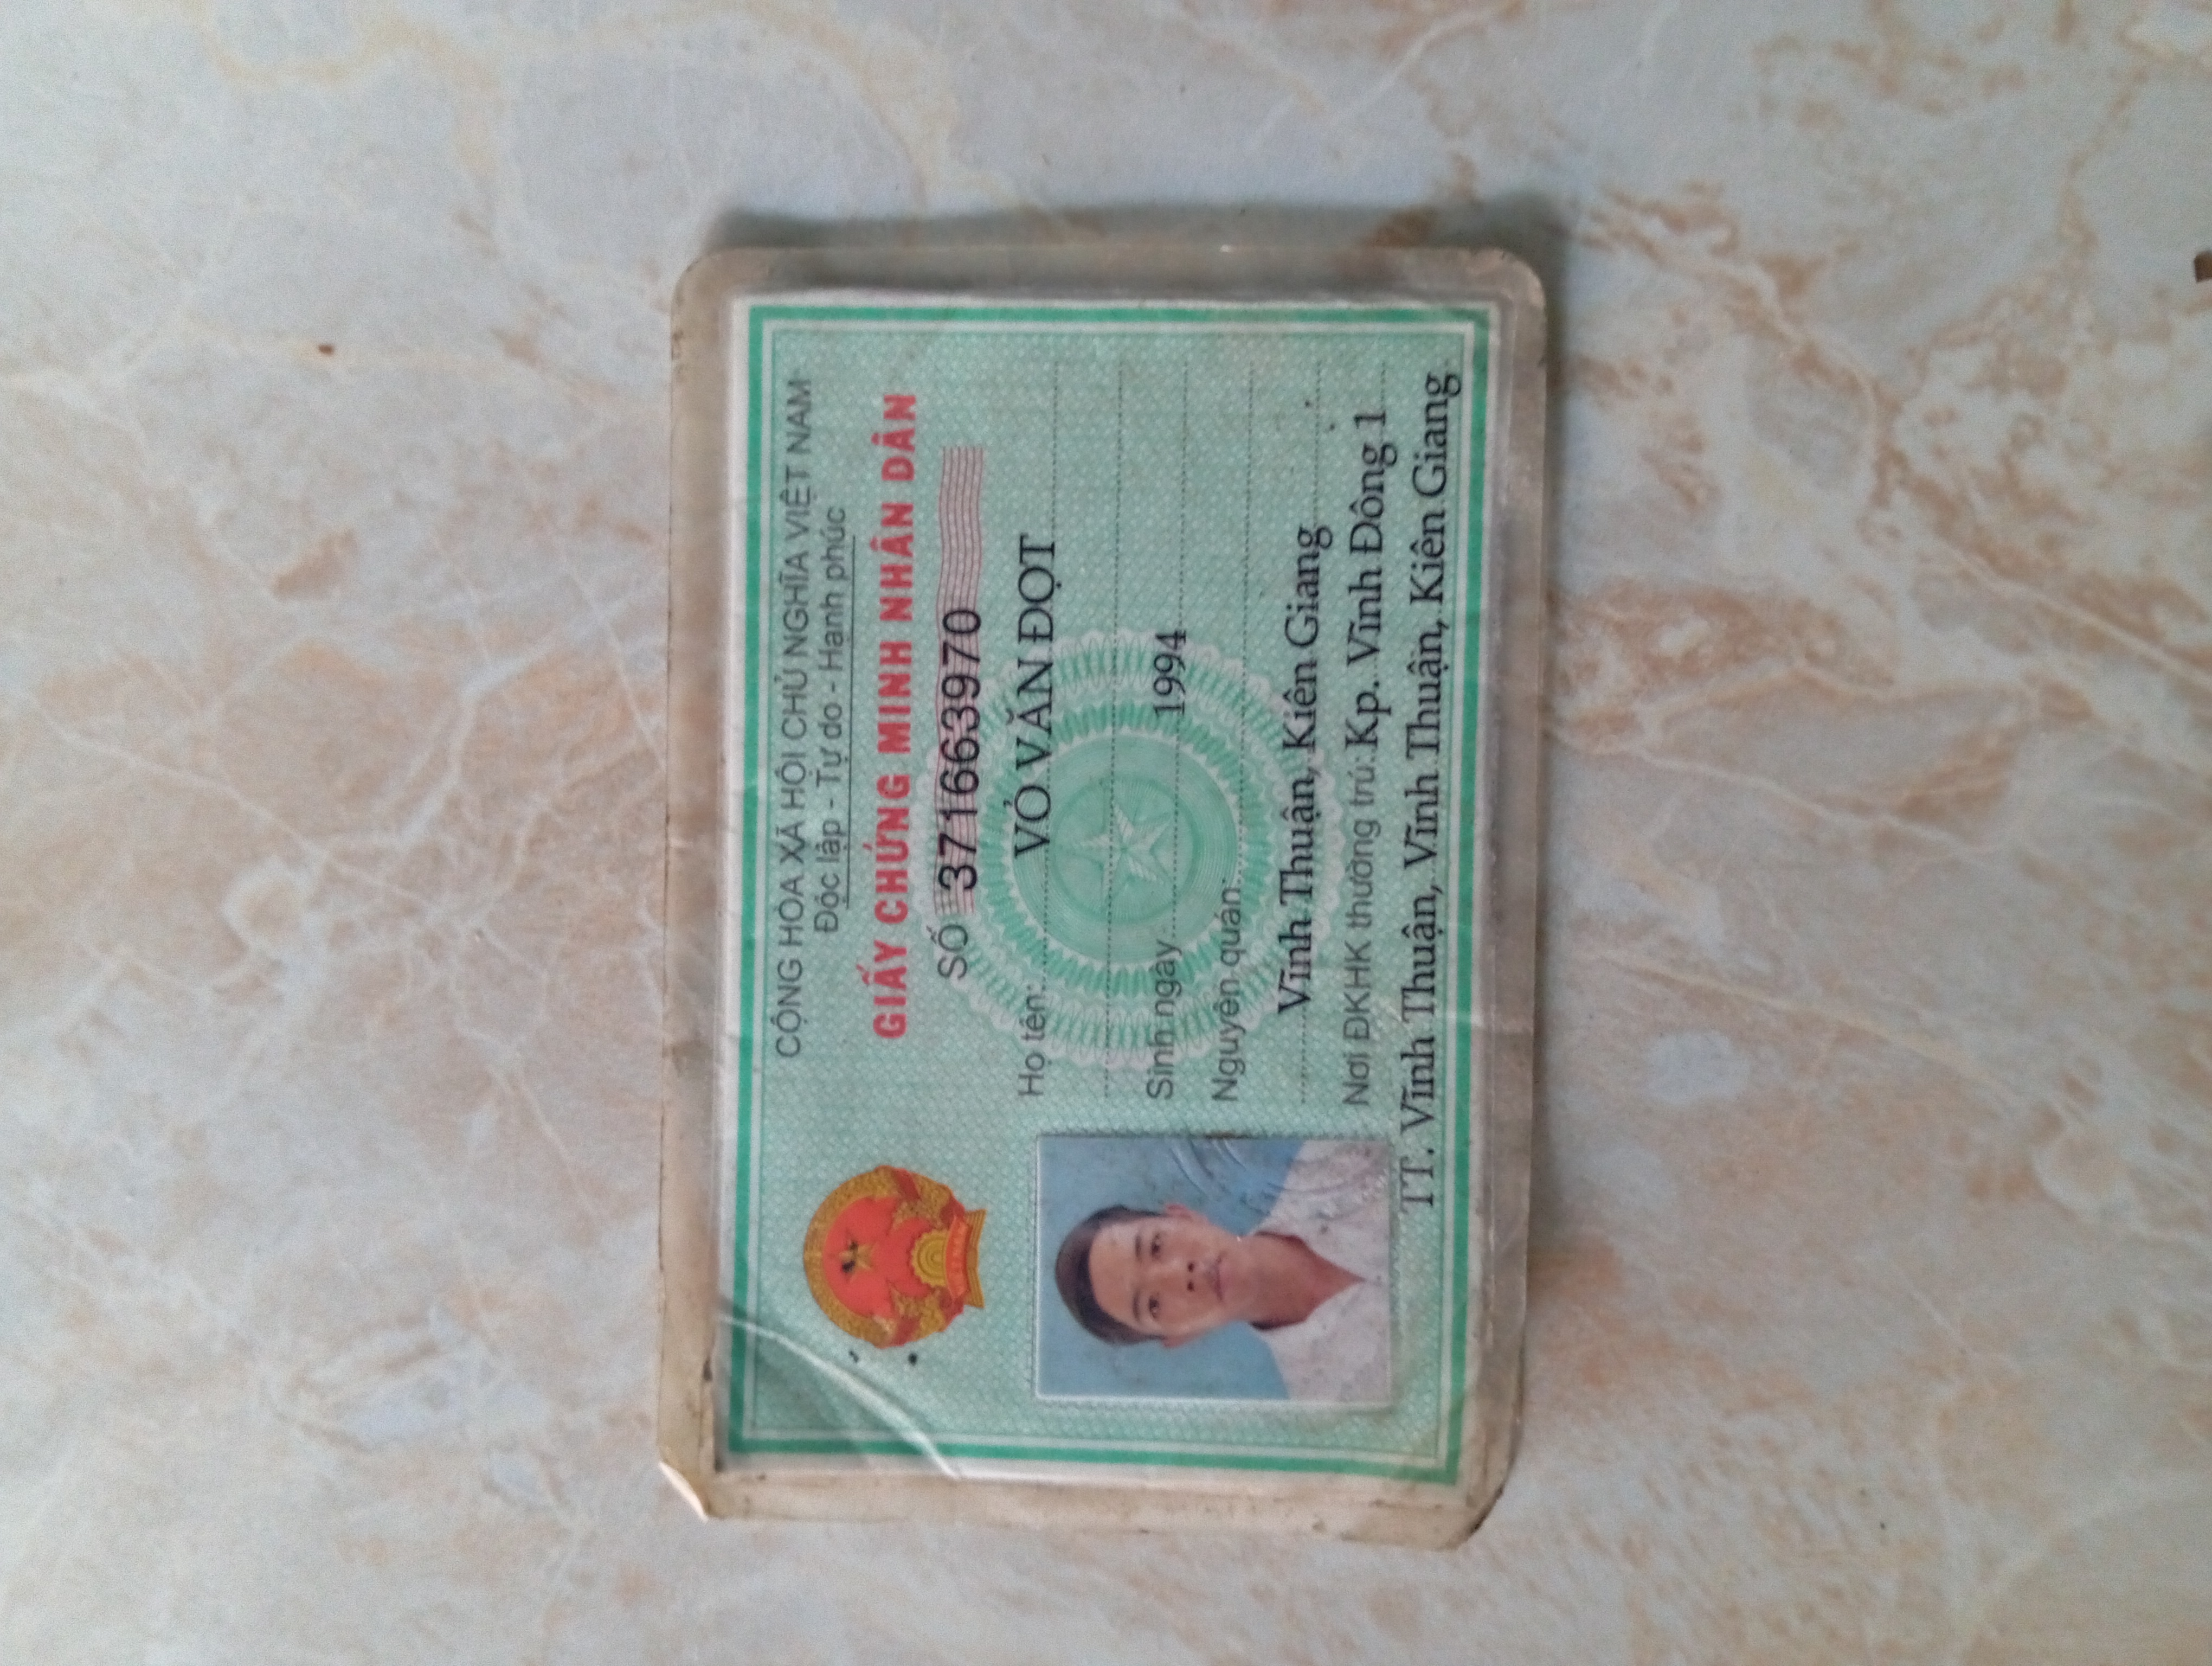 CỘNG HÒA XÃ HỘI CHỦ NGHĨA VIỆT NAM
Độc lập - Tự do - Hạnh phúc
GIẤY CHỨNG MINH NHÂN DÂN
SỐ 371663970
Họ tên: VỎ VĂN ĐỌT
Sinh ngày 1994
Nguyên quán:
Vĩnh Thuận, Kiên Giang
Nơi ĐKHK thường trú: Kp. Vĩnh Đông 1
TT. Vĩnh Thuận, Vĩnh Thuận, Kiên Giang